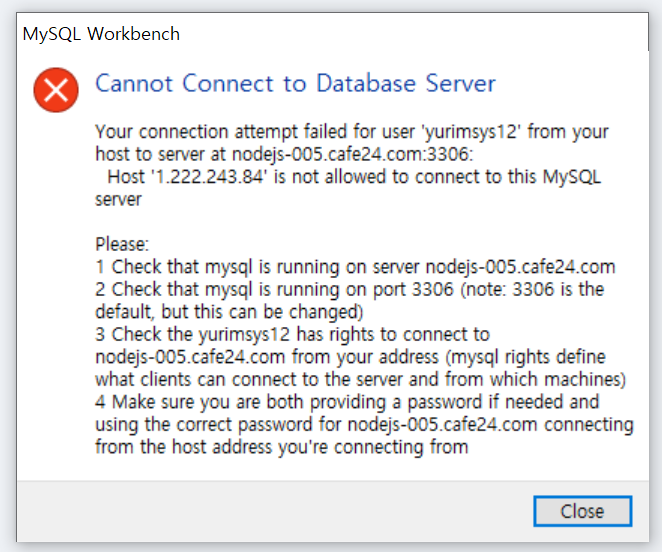 MySQL Workbench
Cannot Connect to Database Server
Your connection attempt failed for user 'yurimsys12' from your
host to server at nodejs-005.cafe24.com:3306:
Host '1.222.243.84' is not allowed to connect to this MySQL
server
Please:
1 Check that mysql is running on server nodejs-005.cafe24.com
2 Check that mysql is running on port 3306 (note: 3306 is the
default, but this can be changed)
3 Check the yurimsys12 has rights to connect to
nodejs-005.cafe24.com from your address (mysql rights define
what clients can connect to the server and from which machines)
4 Make sure you are both providing a password if needed and
using the correct password for nodejs-005.cafe24.com connecting
from the host address you're connecting from
Close